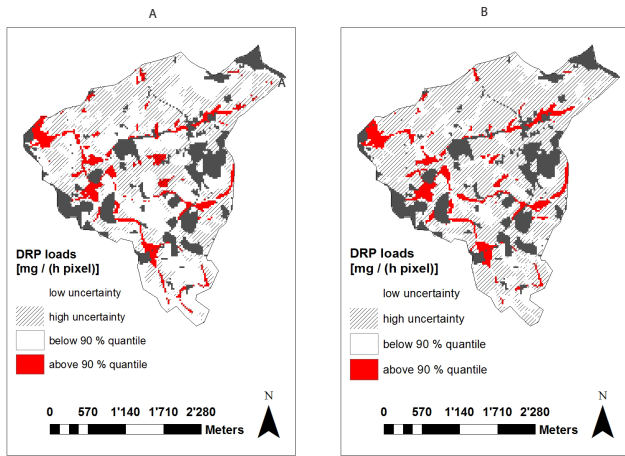 A
B
A
DRP loads
[mg / (h pixel)]
low uncertainty
high uncertainty
below 90 % quantile
above 90 % quantile
N
0 570 1'140 1'710 2'280
Meters
DRP loads
[mg / (h pixel)]
low uncertainty
high uncertainty
below 90 % quantile
above 90 % quantile
N
0 570 1'140 1'710 2'280
Meters